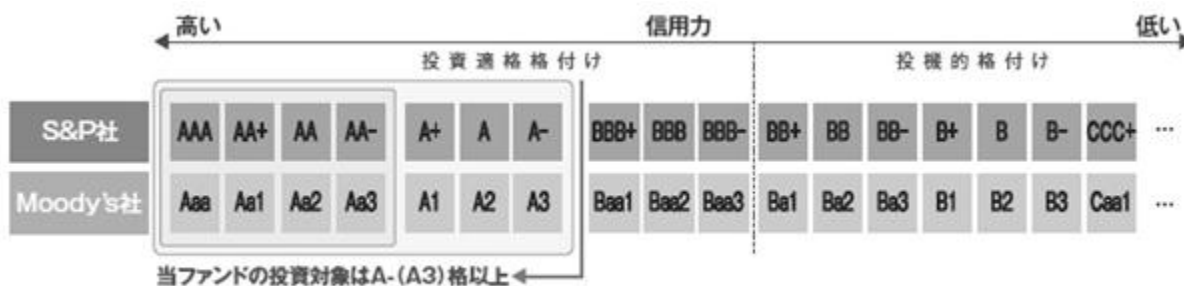 高い 信用力 低い
投資適格格付け 投機的格付け
S&P社 AAA AA+ AA AA- A+ A A- BBB+ BBB BBB- BB+ BB BB- B+ B B- CCC+ …
Moody's社 Aaa Aa1 Aa2 Aa3 A1 A2 A3 Baa1 Baa2 Baa3 Ba1 Ba2 Ba3 B1 B2 B3 Caa1 …
当ファンドの投資対象はA-(A3)格以上